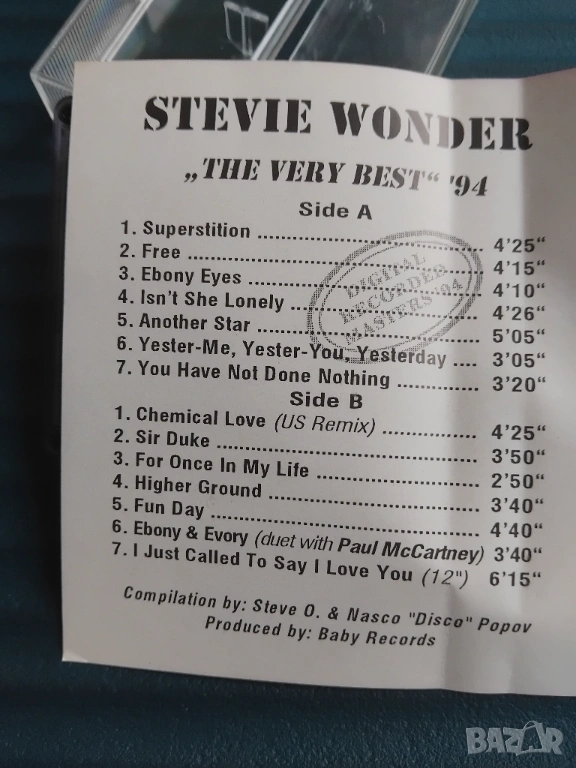 STEVIE WONDER
„THE VERY BEST“ '94
Side A
1. Superstition ........................................ 4'25“
2. Free ........................................ 4'15“
3. Ebony Eyes ........................................ 4'10“
4. Isn't She Lonely ........................................ 4'26“
5. Another Star ........................................ 5'05“
6. Yester-Me, Yester-You, Yesterday .... 3'05“
7. You Have Not Done Nothing ............ 3'20“
DIGITAL
RECORDER
MASTERS'94
Side B
1. Chemical Love (US Remix) .............. 4'25“
2. Sir Duke ........................................ 3'50“
3. For Once In My Life ........................ 2'50“
4. Higher Ground ................................ 3'40“
5. Fun Day ........................................ 4'40“
6. Ebony & Evory (duet with Paul McCartney) 3'40“
7. I Just Called To Say I Love You (12") 6'15“
Compilation by: Steve O. & Nasco "Disco" Popov
Produced by: Baby Records
BAZAR